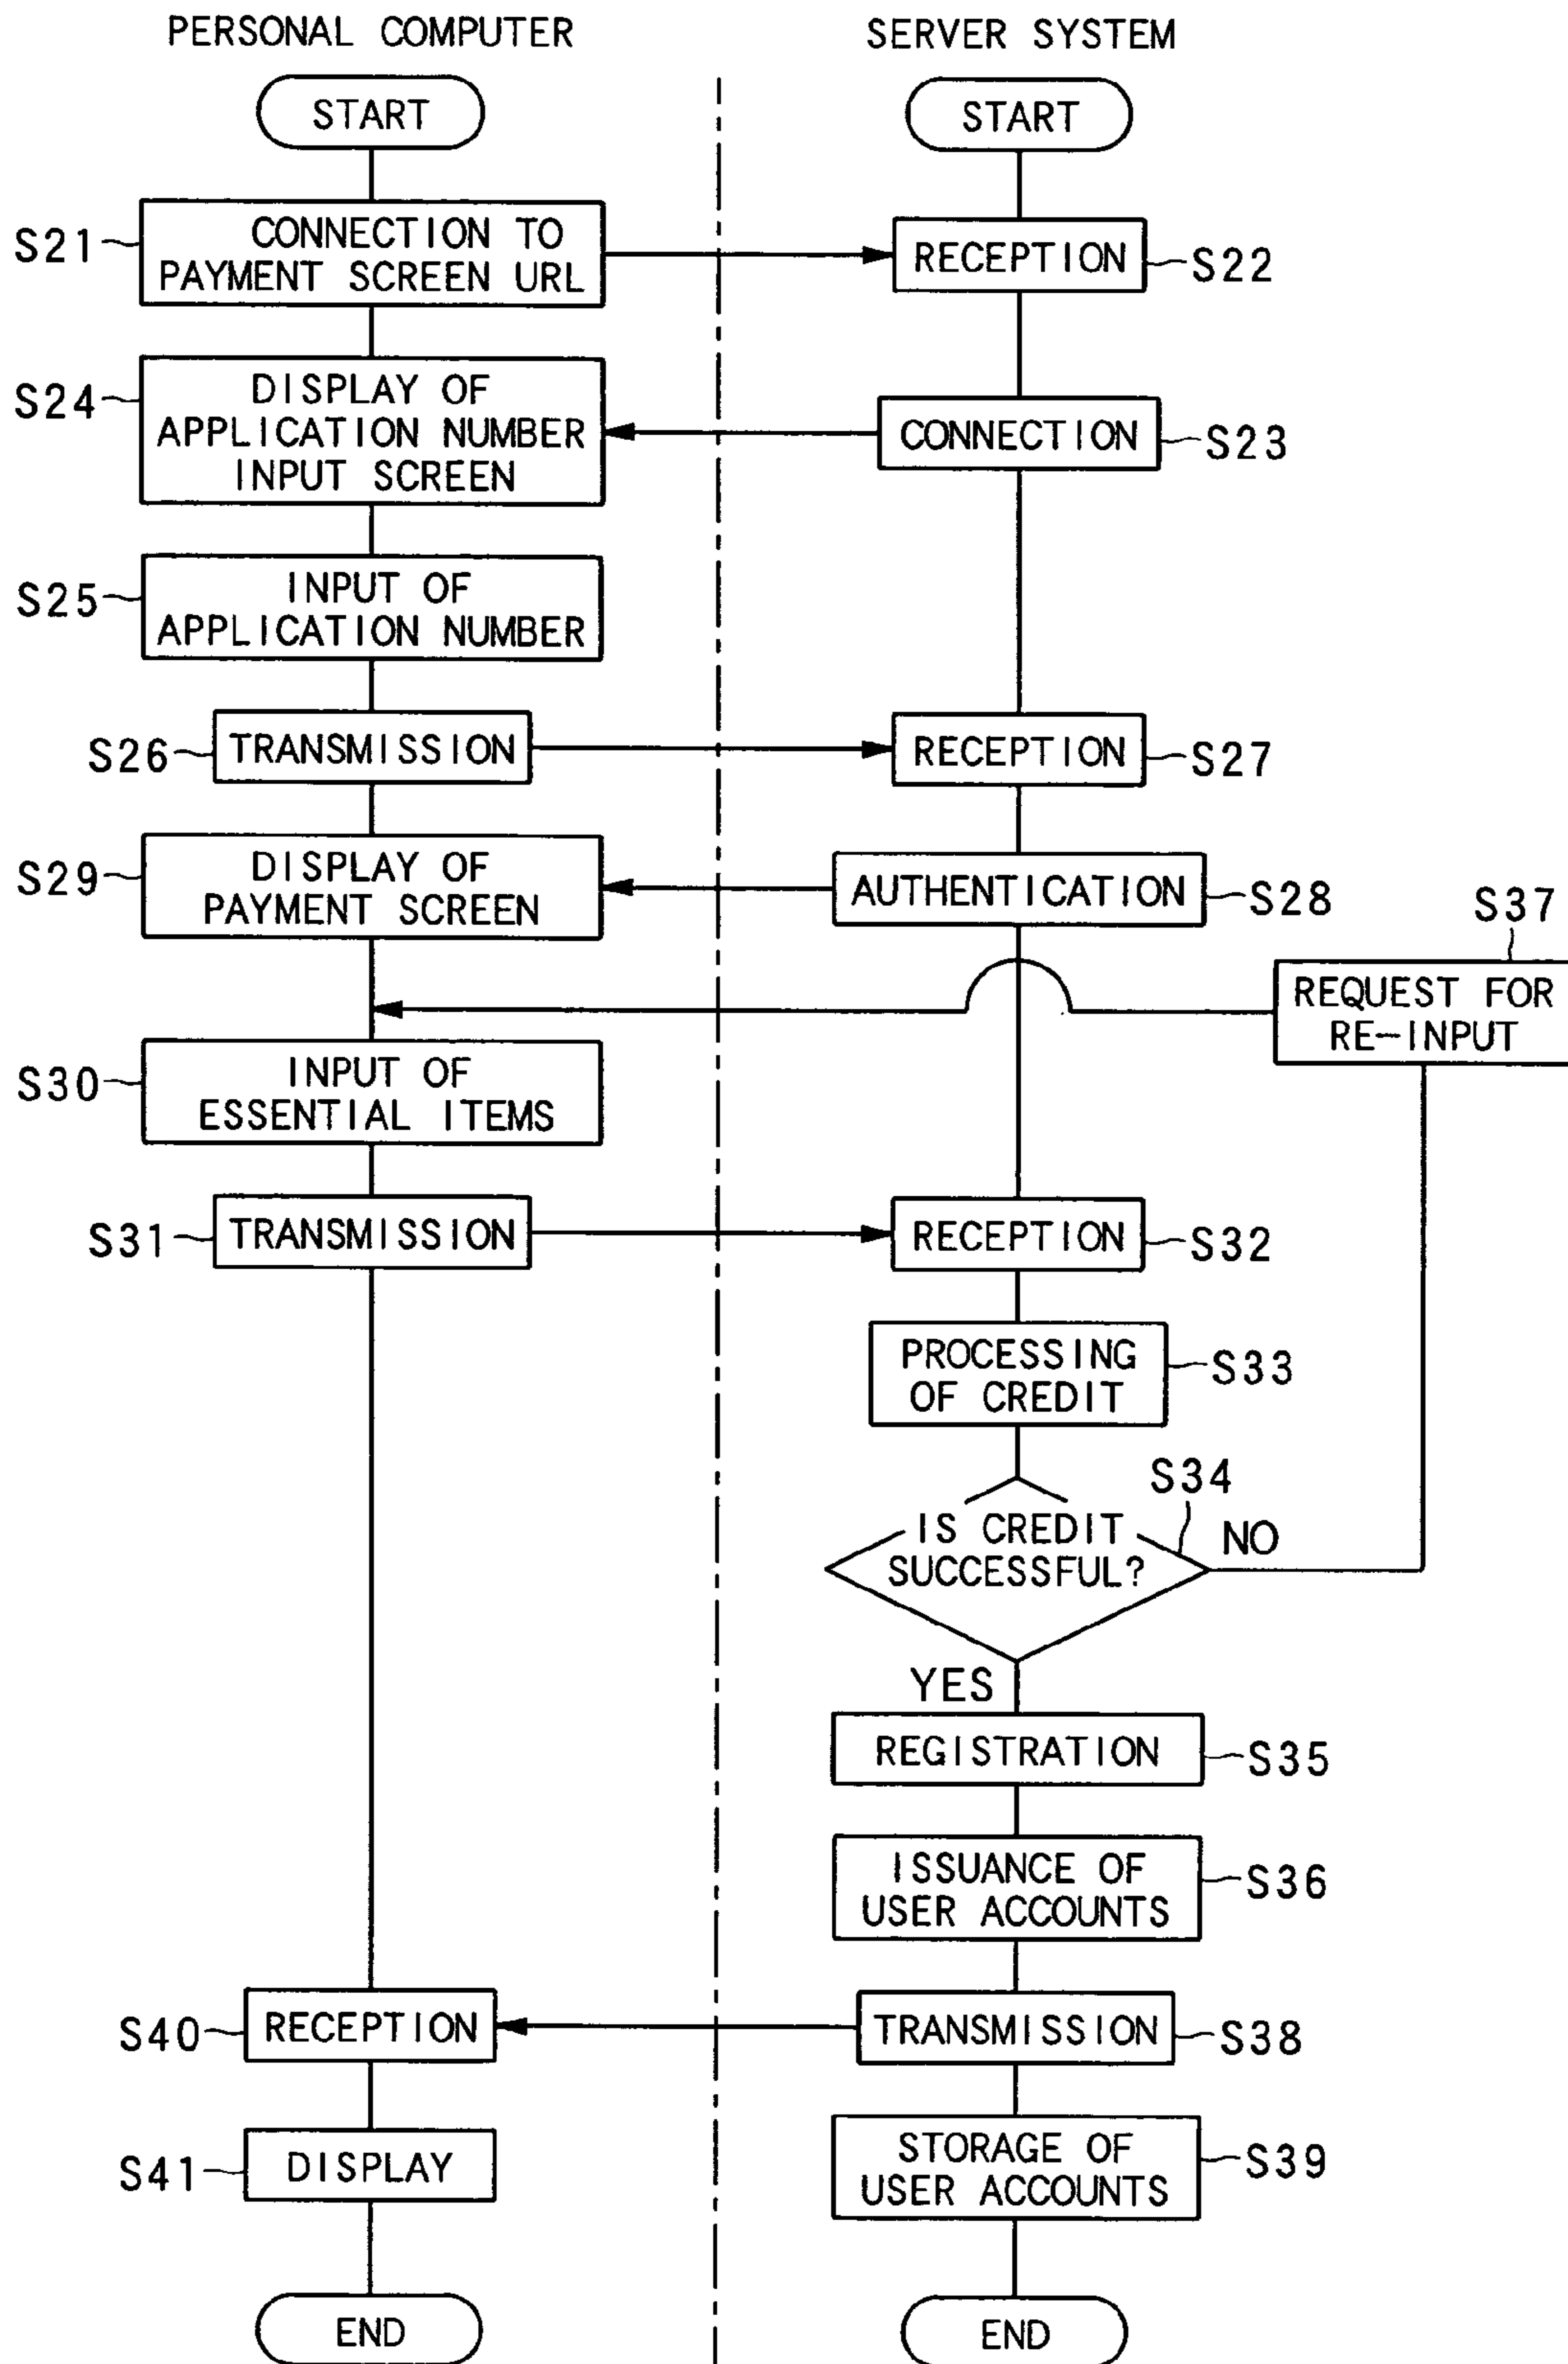 PERSONAL COMPUTER
SERVER SYSTEM
START
START
S21
CONNECTION TO
PAYMENT SCREEN URL
RECEPTION
S22
S24
DISPLAY OF
APPLICATION NUMBER
INPUT SCREEN
CONNECTION
S23
S25
INPUT OF
APPLICATION NUMBER
S26
TRANSMISSION
RECEPTION
S27
S29
DISPLAY OF
PAYMENT SCREEN
AUTHENTICATION
S28
S37
REQUEST FOR
RE-INPUT
S30
INPUT OF
ESSENTIAL ITEMS
S31
TRANSMISSION
RECEPTION
S32
PROCESSING
OF CREDIT
S33
S34
IS CREDIT
SUCCESSFUL?
NO
YES
REGISTRATION
S35
ISSUANCE OF
USER ACCOUNTS
S36
S40
RECEPTION
TRANSMISSION
S38
S41
DISPLAY
STORAGE OF
USER ACCOUNTS
S39
END
END